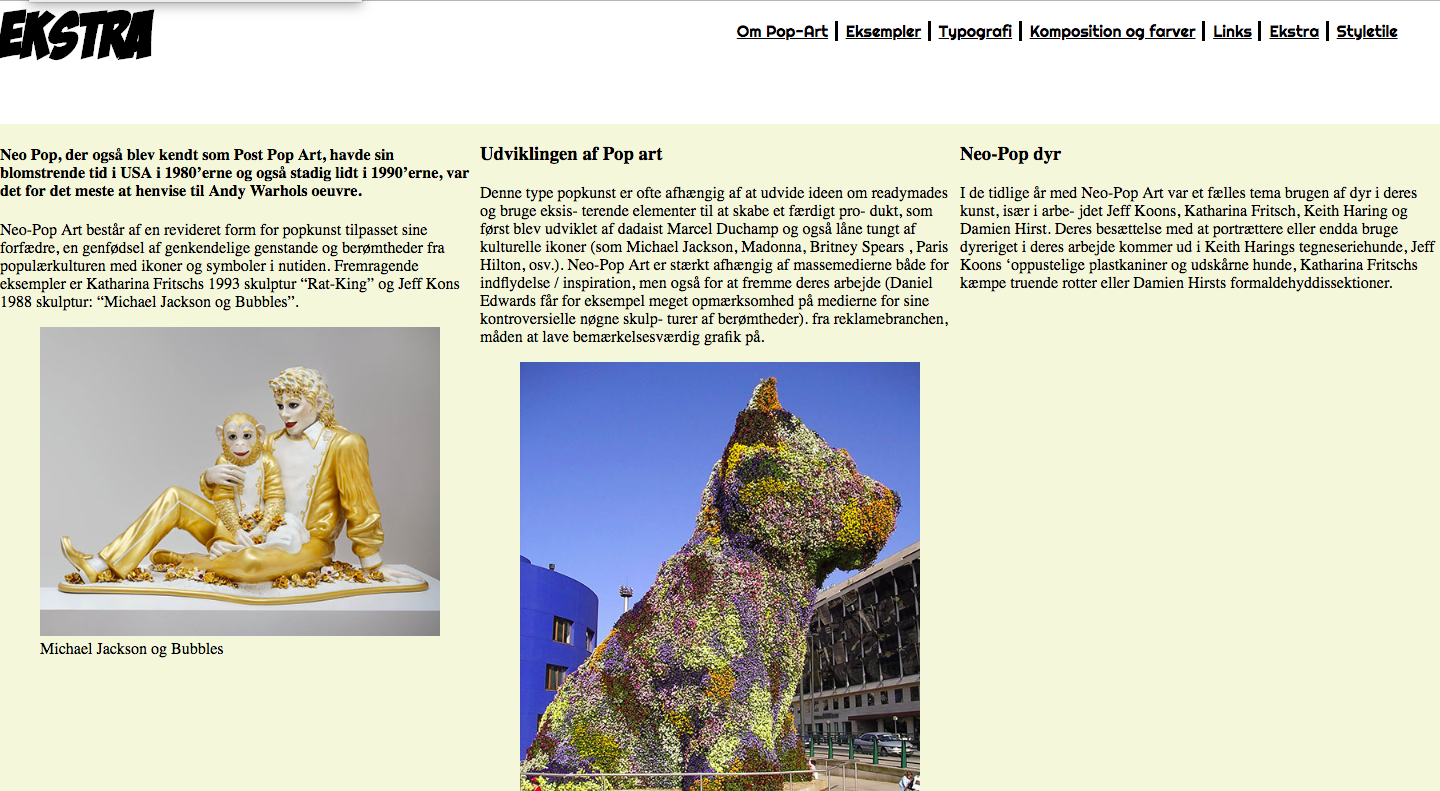 EKSTRA
Om Pop-Art | Eksempler | Typografi | Komposition og farver | Links | Ekstra | Styletile
Neo Pop, der også blev kendt som Post Pop Art, havde sin
blomstrende tid i USA i 1980’erne og også stadig lidt i 1990’erne, var
det for det meste at henvise til Andy Warhols oeuvre.
Neo-Pop Art består af en revideret form for popkunst tilpasset sine
forfædre, en genfødsel af genkendelige genstande og berømtheder fra
populærkulturen med ikoner og symboler i nutiden. Fremragende
eksempler er Katharina Fritschs 1993 skulptur “Rat-King” og Jeff Kons
1988 skulptur: “Michael Jackson og Bubbles”.
Michael Jackson og Bubbles
Udviklingen af Pop art
Denne type popkunst er ofte afhængig af at udvide ideen om readymades
og bruge eksis- terende elementer til at skabe et færdigt pro- dukt, som
først blev udviklet af dadaist Marcel Duchamp og også låne tungt af
kulturelle ikoner (som Michael Jackson, Madonna, Britney Spears , Paris
Hilton, osv.). Neo-Pop Art er stærkt afhængig af massemedierne både for
indflydelse / inspiration, men også for at fremme deres arbejde (Daniel
Edwards får for eksempel meget opmærksomhed på medierne for sine
kontroversielle nøgne skulp- turer af berømtheder). fra reklamebranchen,
måden at lave bemærkelsesværdig grafik på.
Neo-Pop dyr
I de tidlige år med Neo-Pop Art var et fælles tema brugen af dyr i deres
kunst, især i arbe- jdet Jeff Koons, Katharina Fritsch, Keith Haring og
Damien Hirst. Deres besættelse med at portrættere eller endda bruge
dyreriget i deres arbejde kommer ud i Keith Harings tegneseriehunde, Jeff
Koons ‘oppustelige plastkaniner og udskårne hunde, Katharina Fritschs
kæmpe truende rotter eller Damien Hirsts formaldehyddissektioner.